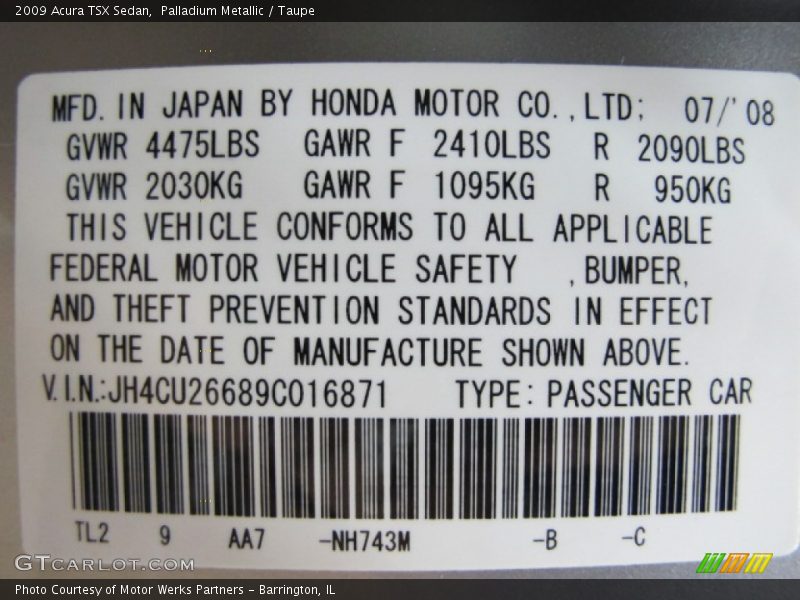 2009 Acura TSX Sedan, Palladium Metallic / Taupe
MFD. IN JAPAN BY HONDA MOTOR CO.,LTD; 07/'08
GVWR 4475LBS GAWR F 2410LBS R 2090LBS
GVWR 2030KG GAWR F 1095KG R 950KG
THIS VEHICLE CONFORMS TO ALL APPLICABLE
FEDERAL MOTOR VEHICLE SAFETY ,BUMPER,
AND THEFT PREVENTION STANDARDS IN EFFECT
ON THE DATE OF MANUFACTURE SHOWN ABOVE.
V.I.N.:JH4CU26689C016871 TYPE: PASSENGER CAR
TL2 9 AA7 -NH743M -B -C
GTCARLOT.COM
Photo Courtesy of Motor Werks Partners - Barrington, IL